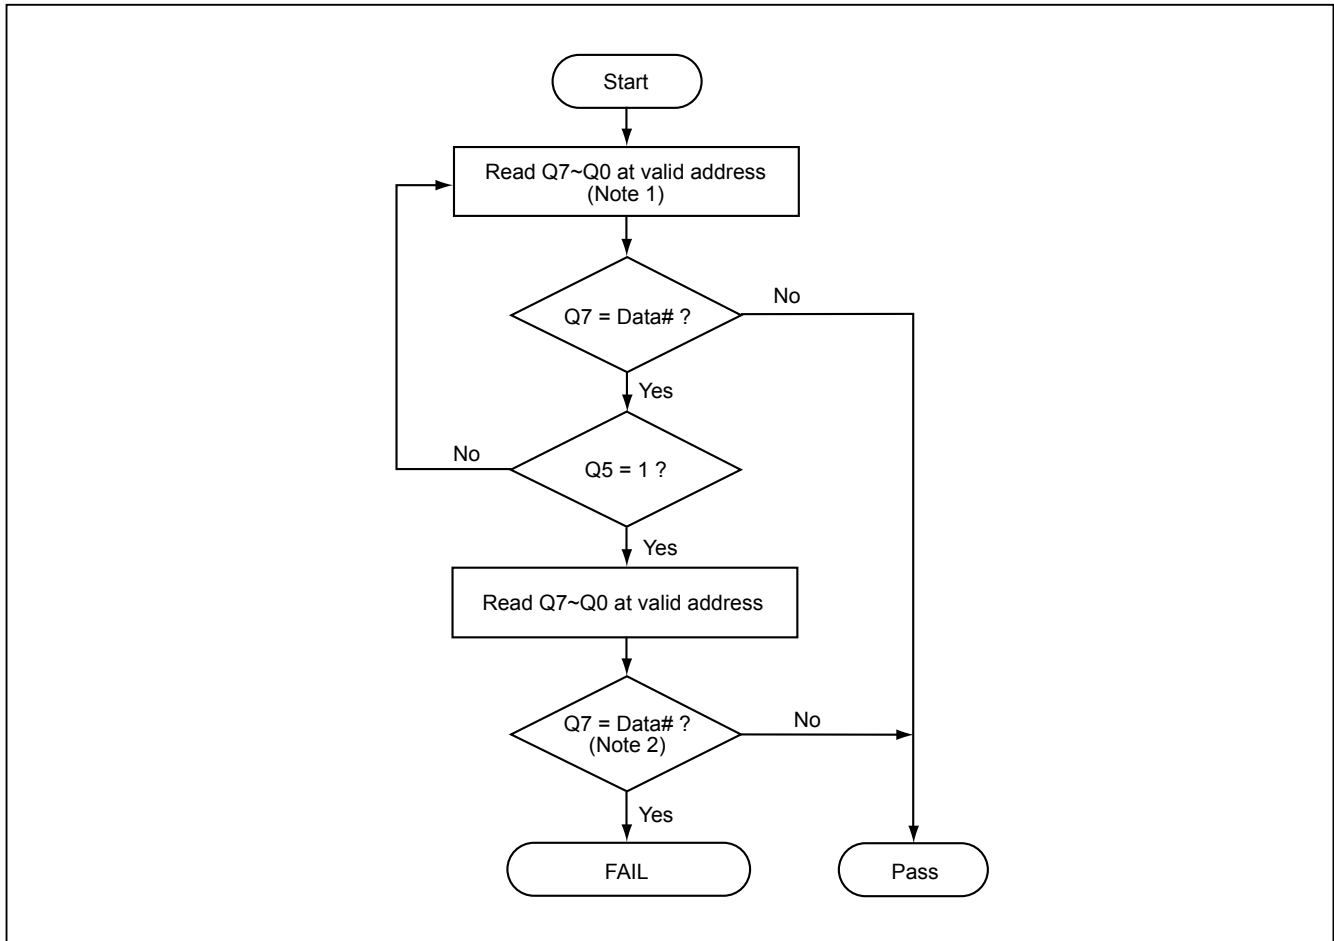 Start
Read Q7~Q0 at valid address
(Note 1)
No
Q7 = Data# ?
Yes
No
Q5 = 1 ?
Yes
Read Q7~Q0 at valid address
No
Q7 = Data# ?
(Note 2)
Yes
FAIL
Pass